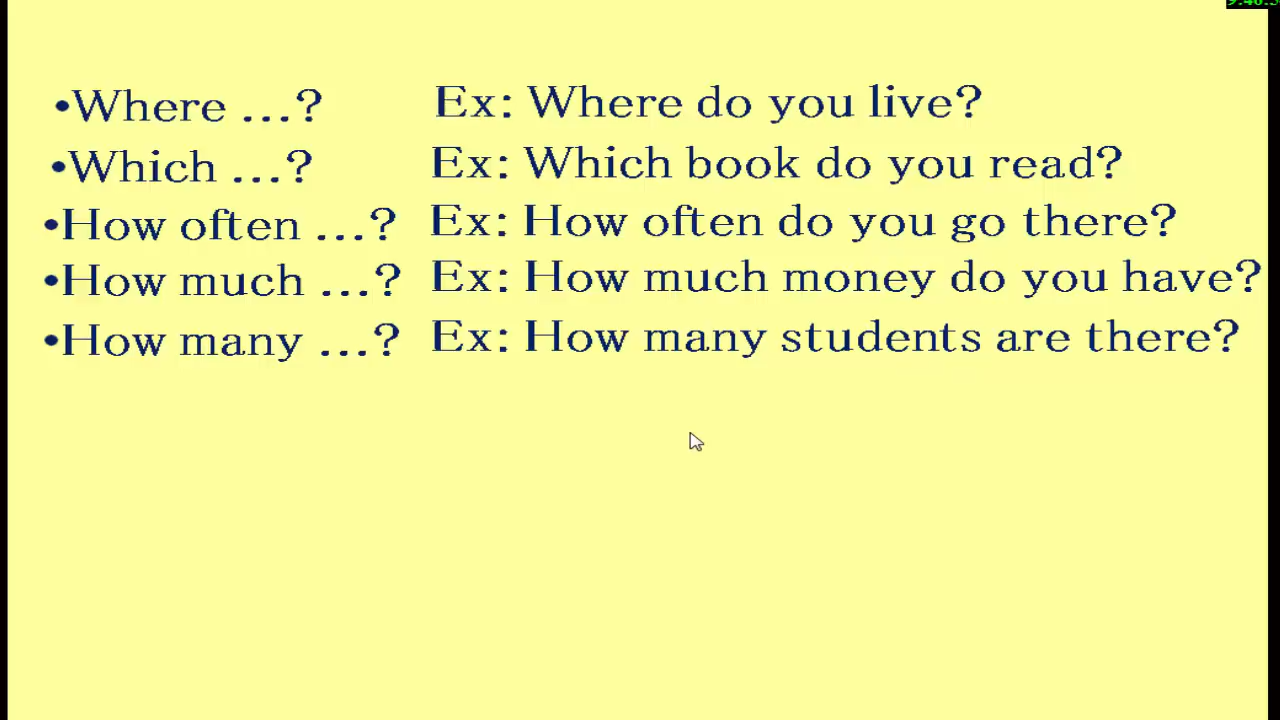 •Where ...? Ex: Where do you live?
•Which ...? Ex: Which book do you read?
•How often ...? Ex: How often do you go there?
•How much ...? Ex: How much money do you have?
•How many ...? Ex: How many students are there?